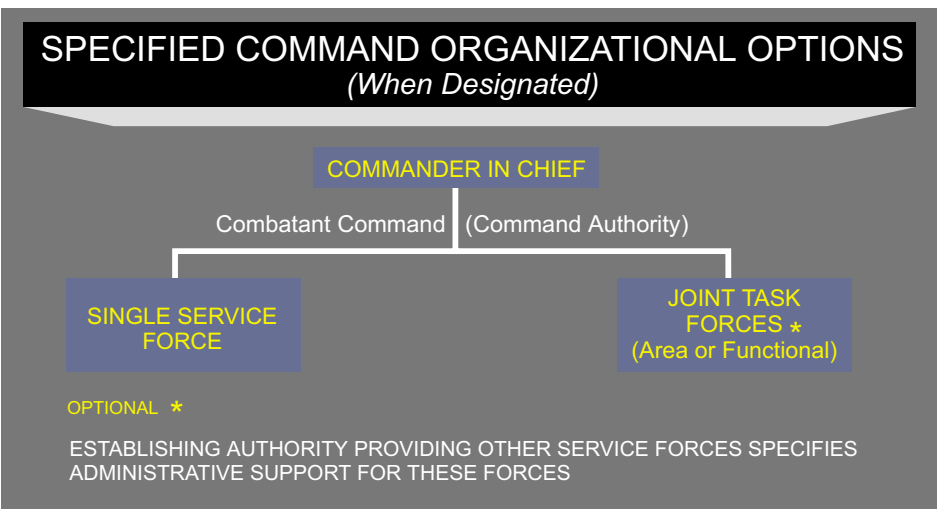 SPECIFIED COMMAND ORGANIZATIONAL OPTIONS
(When Designated)
COMMANDER IN CHIEF
Combatant Command (Command Authority)
SINGLE SERVICE
FORCE
JOINT TASK
FORCES *
(Area or Functional)
OPTIONAL *
ESTABLISHING AUTHORITY PROVIDING OTHER SERVICE FORCES SPECIFIES
ADMINISTRATIVE SUPPORT FOR THESE FORCES